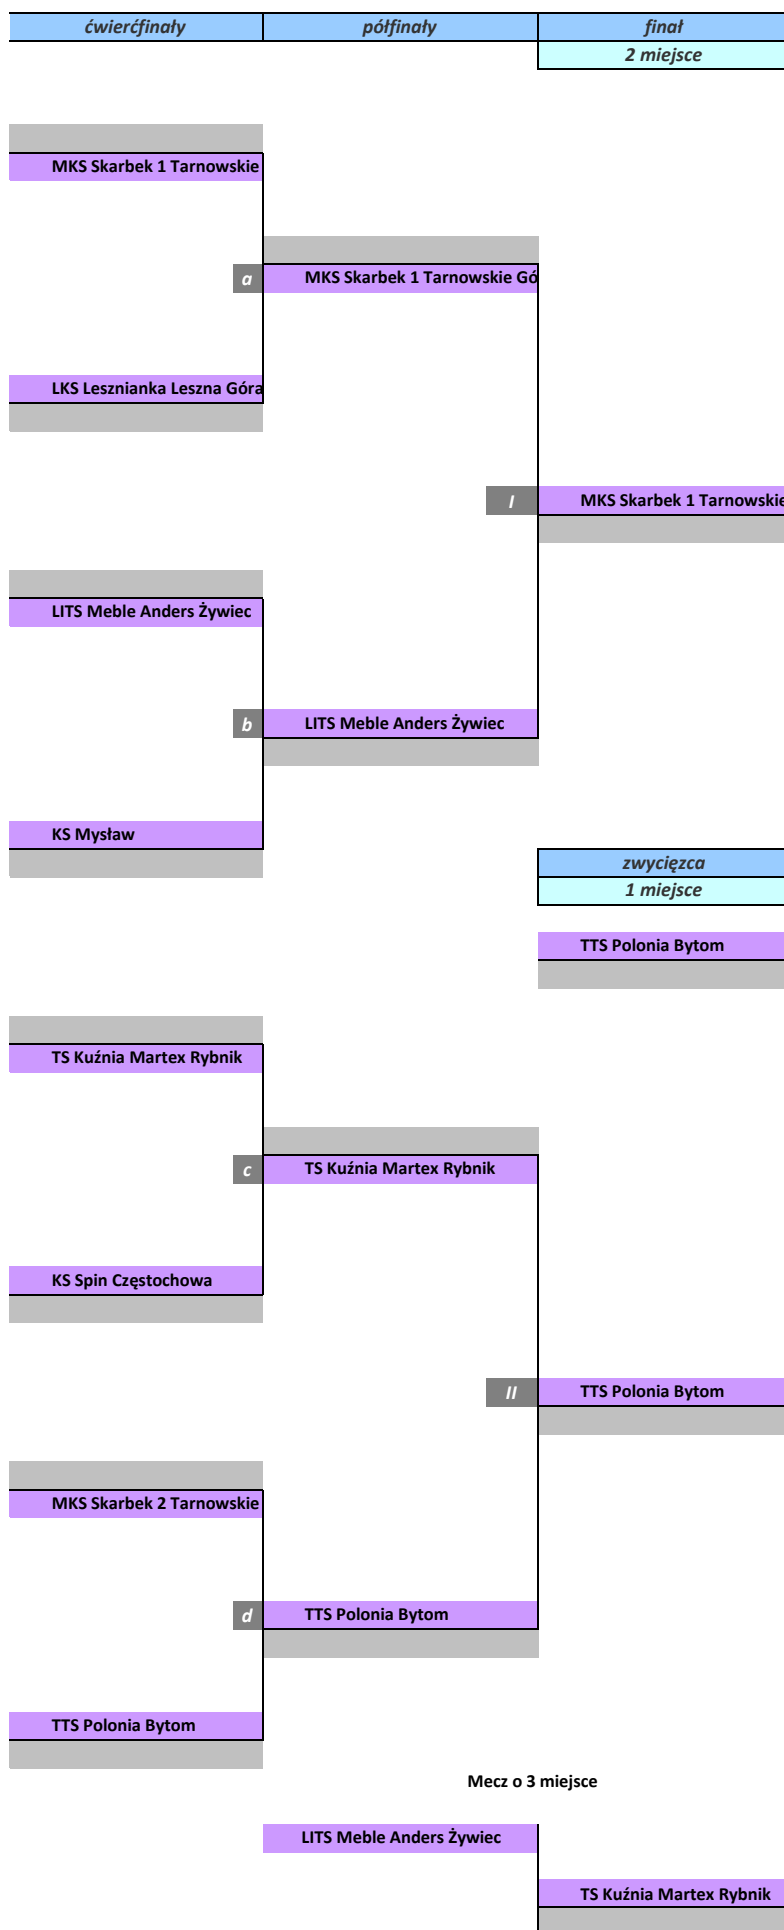 ćwierćfinały półfinały finał
2 miejsce
MKS Skarbek 1 Tarnowskie
a MKS Skarbek 1 Tarnowskie Gó
LKS Lesznianka Leszna Góra
I MKS Skarbek 1 Tarnowskie
LITS Meble Anders Żywiec
b LITS Meble Anders Żywiec
KS Mysław
zwycięzca
1 miejsce
TTS Polonia Bytom
TS Kuźnia Martex Rybnik
c TS Kuźnia Martex Rybnik
KS Spin Częstochowa
II TTS Polonia Bytom
MKS Skarbek 2 Tarnowskie
d TTS Polonia Bytom
TTS Polonia Bytom
Mecz o 3 miejsce
LITS Meble Anders Żywiec
TS Kuźnia Martex Rybnik